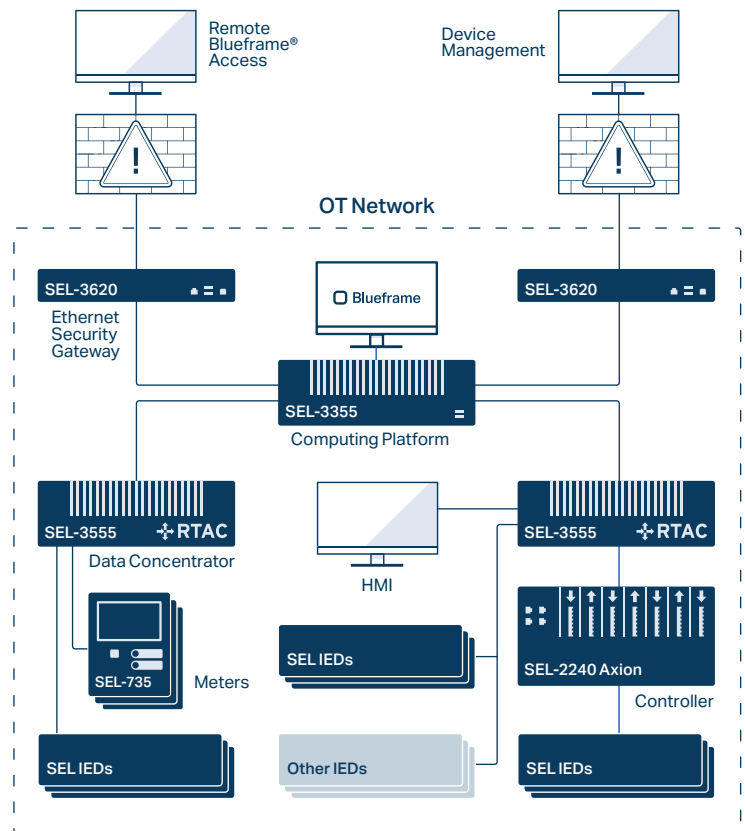 Remote
Blueframe®
Access
Device
Management
!
!
OT Network
SEL-3620
Ethernet
Security
Gateway
Blueframe
SEL-3620
SEL-3355
Computing Platform
SEL-3555
RTAC
Data Concentrator
HMI
SEL-3555
RTAC
SEL-735
Meters
SEL IEDs
SEL-2240 Axion
Controller
SEL IEDs
Other IEDs
SEL IEDs